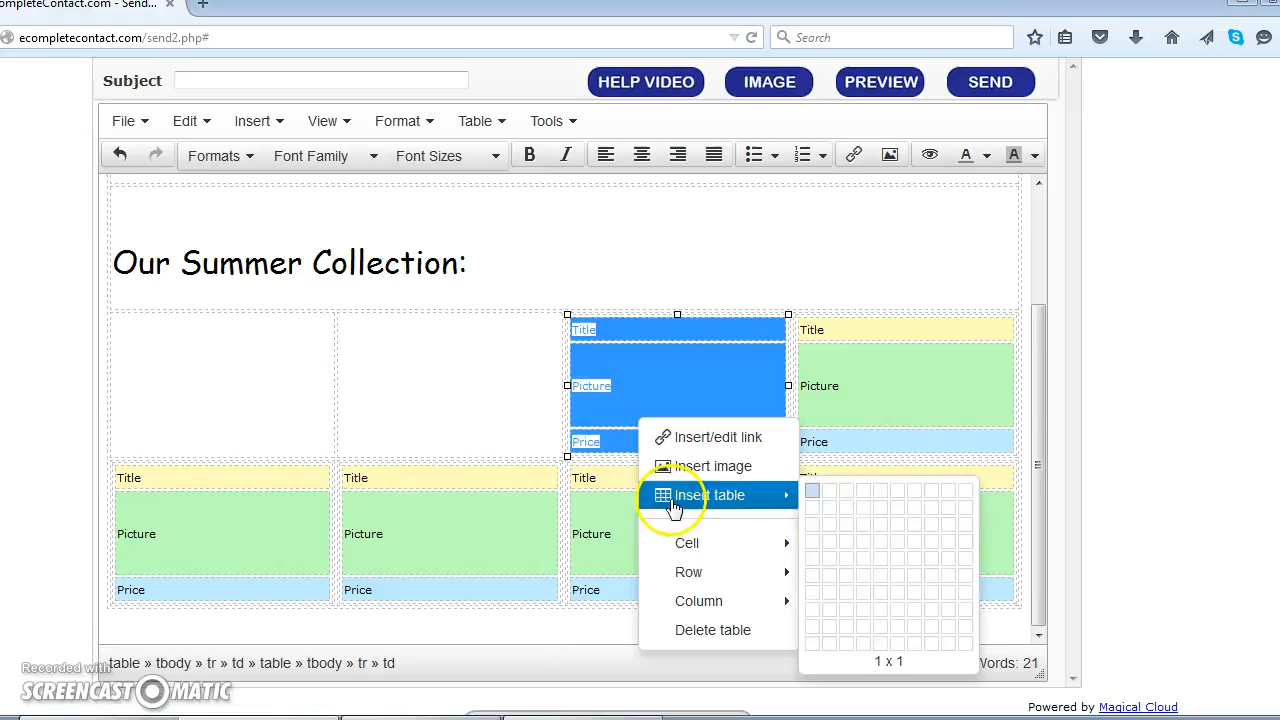 ompleteContact.com - Send...
ecompletecontact.com/send2.php#
Search
Subject
HELP VIDEO
IMAGE
PREVIEW
SEND
File Edit Insert View Format Table Tools
Formats Font Family Font Sizes B I A A
Our Summer Collection:
Title Title
Picture Picture
Price Price
Title Title Title Title
Picture Picture Picture
Price Price Price
Insert/edit link
Insert image
Insert table
Cell
Row
Column
Delete table
1 x 1
table » tbody » tr » td » table » tbody » tr » td
Words: 21
Recorded with
SCREENCAST MATIC
Powered by Magical Cloud